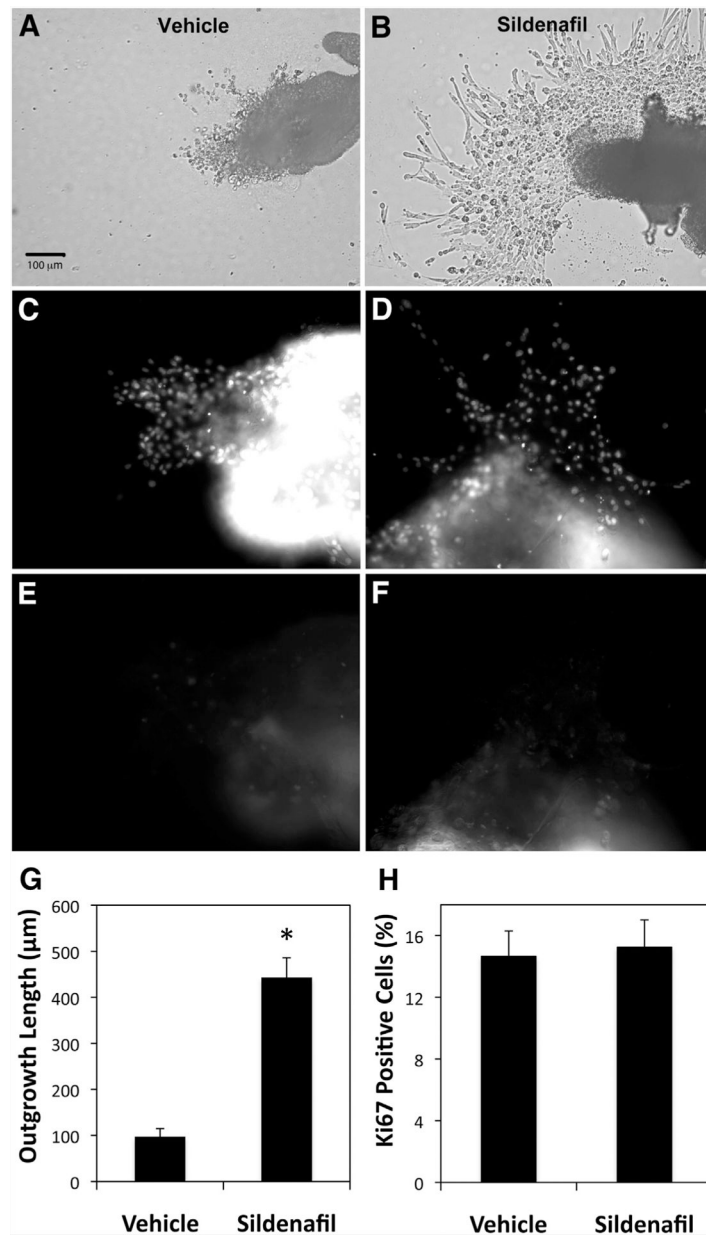 A
Vehicle
B
Sildenafil
100 µm
C
D
E
F
G
Outgrowth Length (µm)
600
500
400
300
200
100
0
*
Vehicle
Sildenafil
H
Ki67 Positive Cells (%)
16
12
8
4
0
Vehicle
Sildenafil